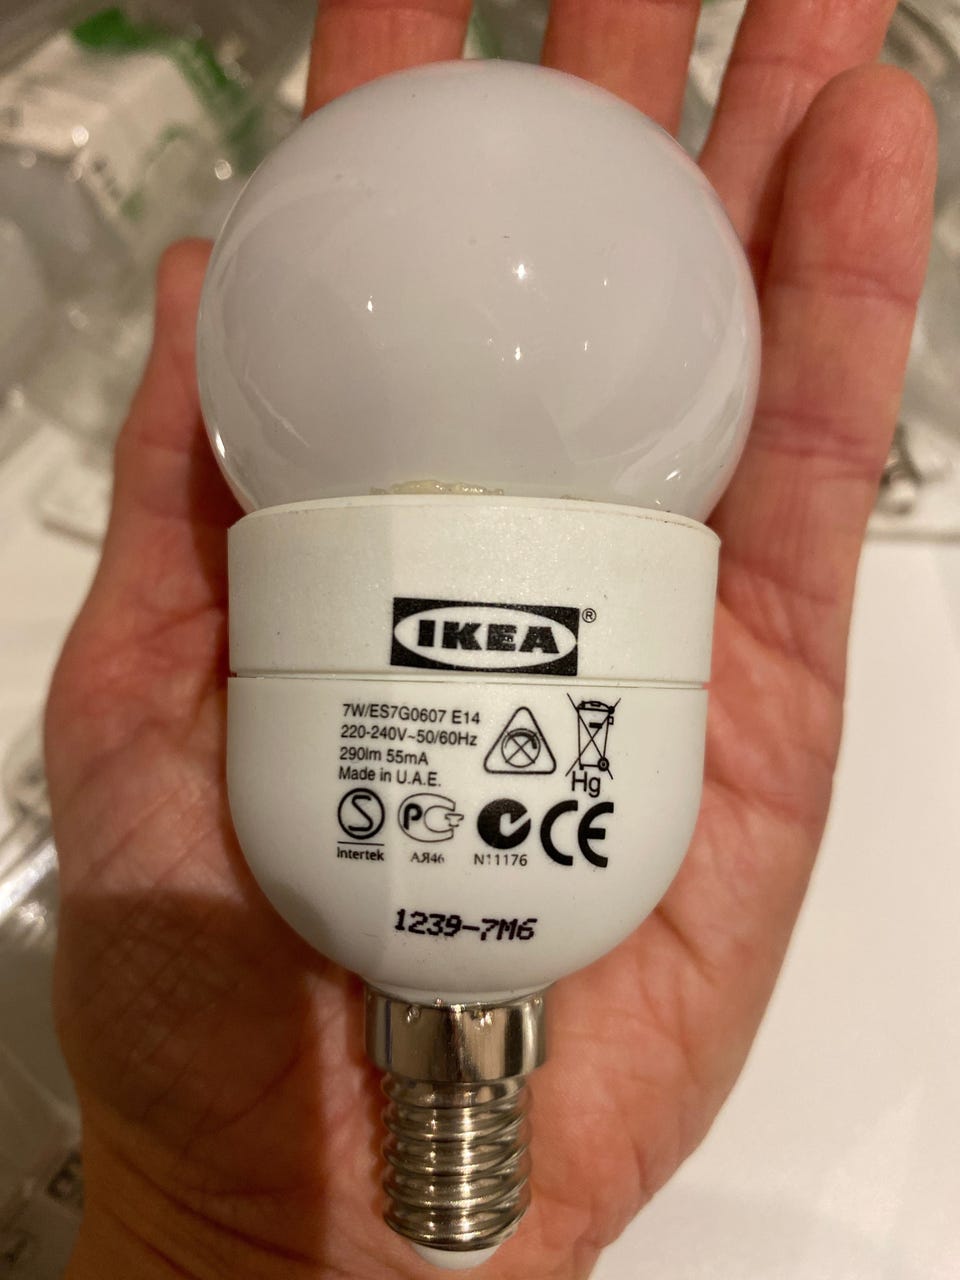 IKEA®
7W/ES7G0607 E14
220-240V~50/60Hz
290lm 55mA
Made in U.A.E.
Hg
S PC CE
Intertek АЯ46 N11176
1239-7M6